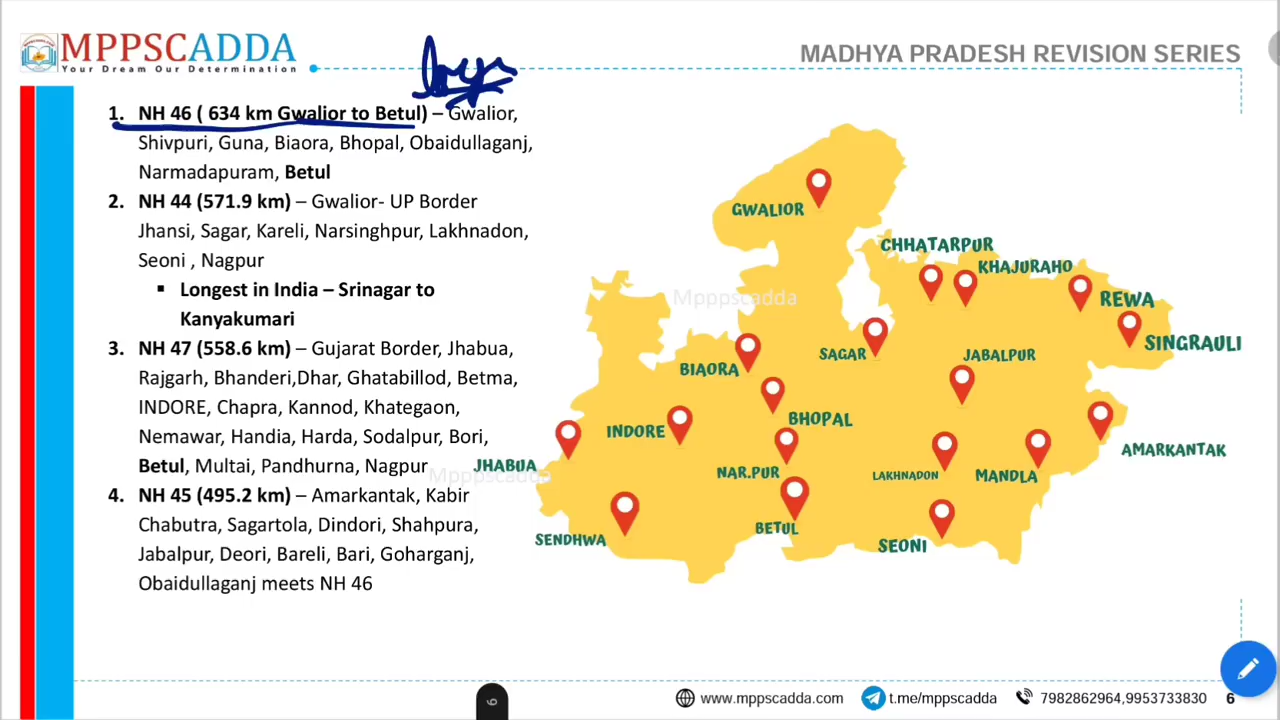 MPPSCADDA
Your Dream Our Determination
MADHYA PRADESH REVISION SERIES
1. NH 46 ( 634 km Gwalior to Betul) – Gwalior,
Shivpuri, Guna, Biaora, Bhopal, Obaidullaganj,
Narmadapuram, Betul
2. NH 44 (571.9 km) – Gwalior- UP Border
Jhansi, Sagar, Kareli, Narsinghpur, Lakhnadon,
Seoni , Nagpur
▪ Longest in India – Srinagar to
Kanyakumari
3. NH 47 (558.6 km) – Gujarat Border, Jhabua,
Rajgarh, Bhanderi,Dhar, Ghatabillod, Betma,
INDORE, Chapra, Kannod, Khategaon,
Nemawar, Handia, Harda, Sodalpur, Bori,
Betul, Multai, Pandhurna, Nagpur
4. NH 45 (495.2 km) – Amarkantak, Kabir
Chabutra, Sagartola, Dindori, Shahpura,
Jabalpur, Deori, Bareli, Bari, Goharganj,
Obaidullaganj meets NH 46
GWALIOR
CHHATARPUR
KHAJURAHO
REWA
Mpppscadda
SINGRAULI
SAGAR
JABALPUR
BIAORA
BHOPAL
INDORE
AMARKANTAK
JHABUA
NAR.PUR
LAKHNADON
MANDLA
Mpppscadda
BETUL
SENDHWA
SEONI
6
www.mppscadda.com
t.me/mppscadda
7982862964,9953733830
6